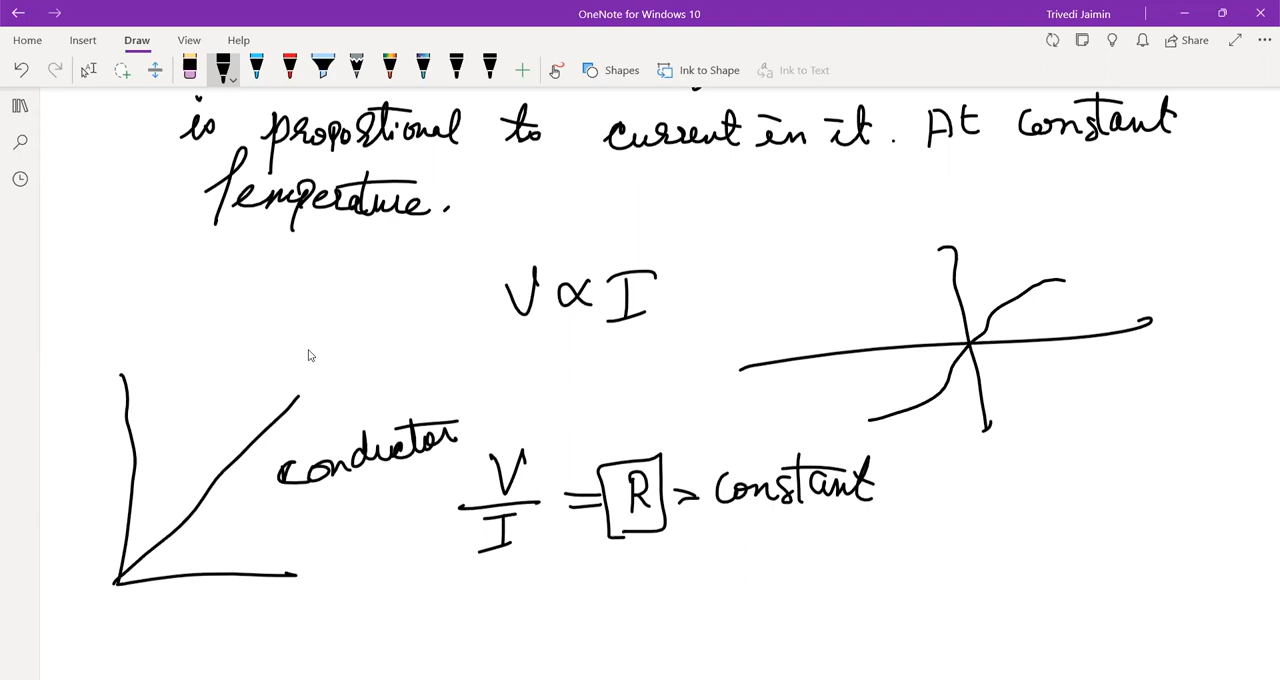 OneNote for Windows 10
Trivedi Jaimin
Home Insert Draw View Help
Share
Shapes Ink to Shape Ink to Text
is proportional to current in it. At constant
Temperature.
V ∝ I
conductor
V/I = R = constant